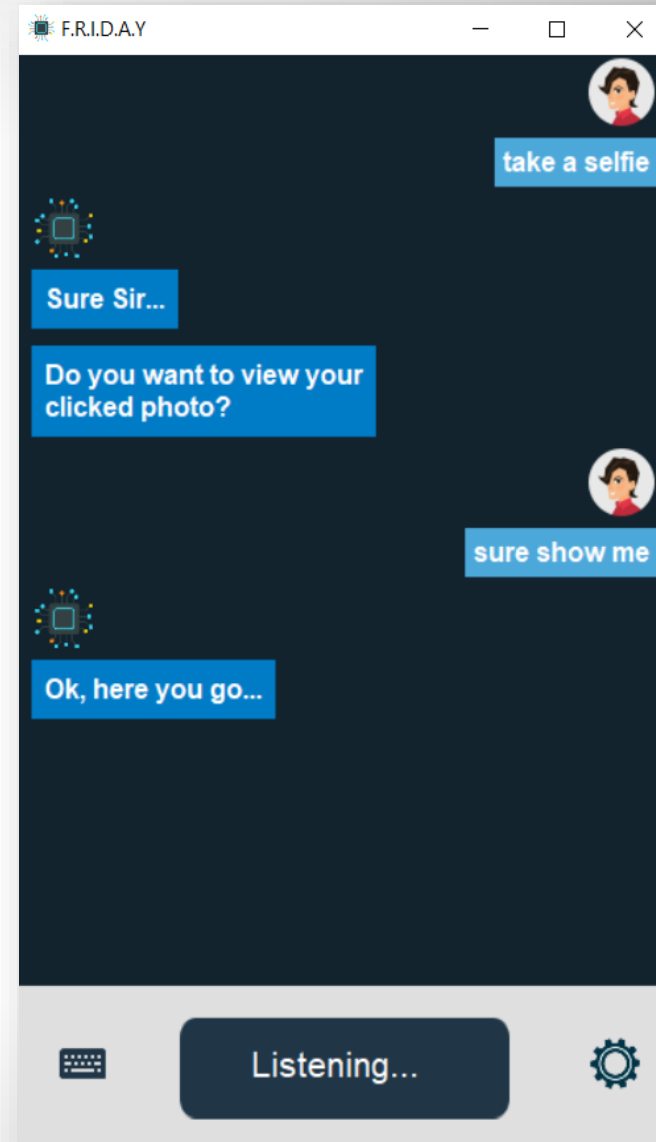 F.R.I.D.A.Y
take a selfie
Sure Sir...
Do you want to view your
clicked photo?
sure show me
Ok, here you go...
Listening...